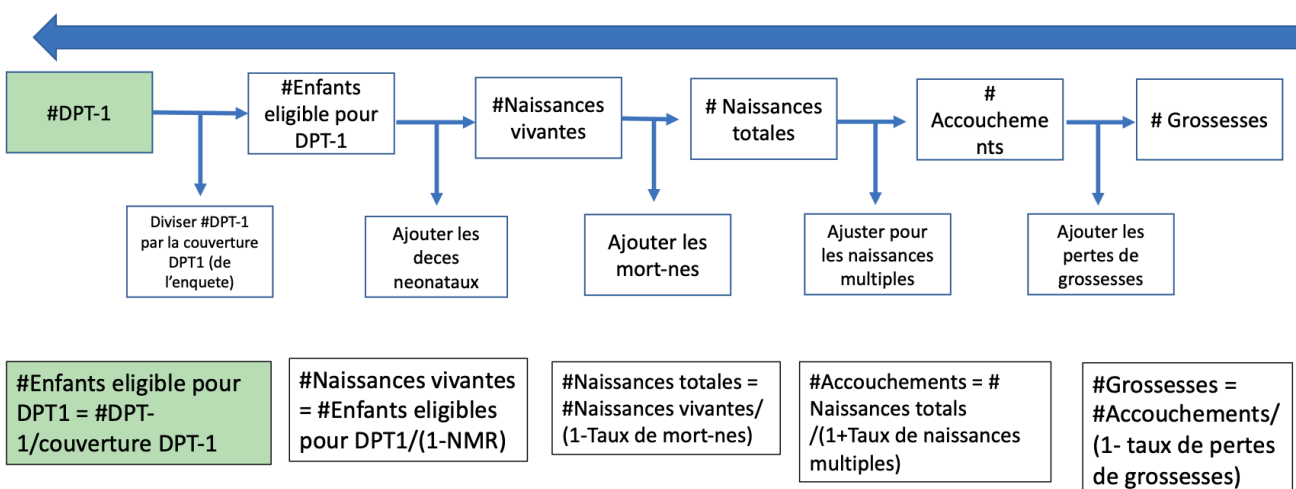 #DPT-1
#Enfants
eligible pour
DPT-1
#Naissances
vivantes
# Naissances
totales
#
Accoucheme
nts
# Grossesses
Diviser #DPT-1
par la couverture
DPT1 (de
l'enquete)
Ajouter les
deces
neonataux
Ajouter les
mort-nes
Ajuster pour
les naissances
multiples
Ajouter les
pertes de
grossesses
#Enfants eligible pour
DPT1 = #DPT-
1/couverture DPT-1
#Naissances vivantes
= #Enfants eligibles
pour DPT1/(1-NMR)
#Naissances totales =
#Naissances vivantes/
(1-Taux de mort-nes)
#Accouchements = #
Naissances totals
/(1+Taux de naissances
multiples)
#Grossesses =
#Accouchements/
(1- taux de pertes
de grossesses)